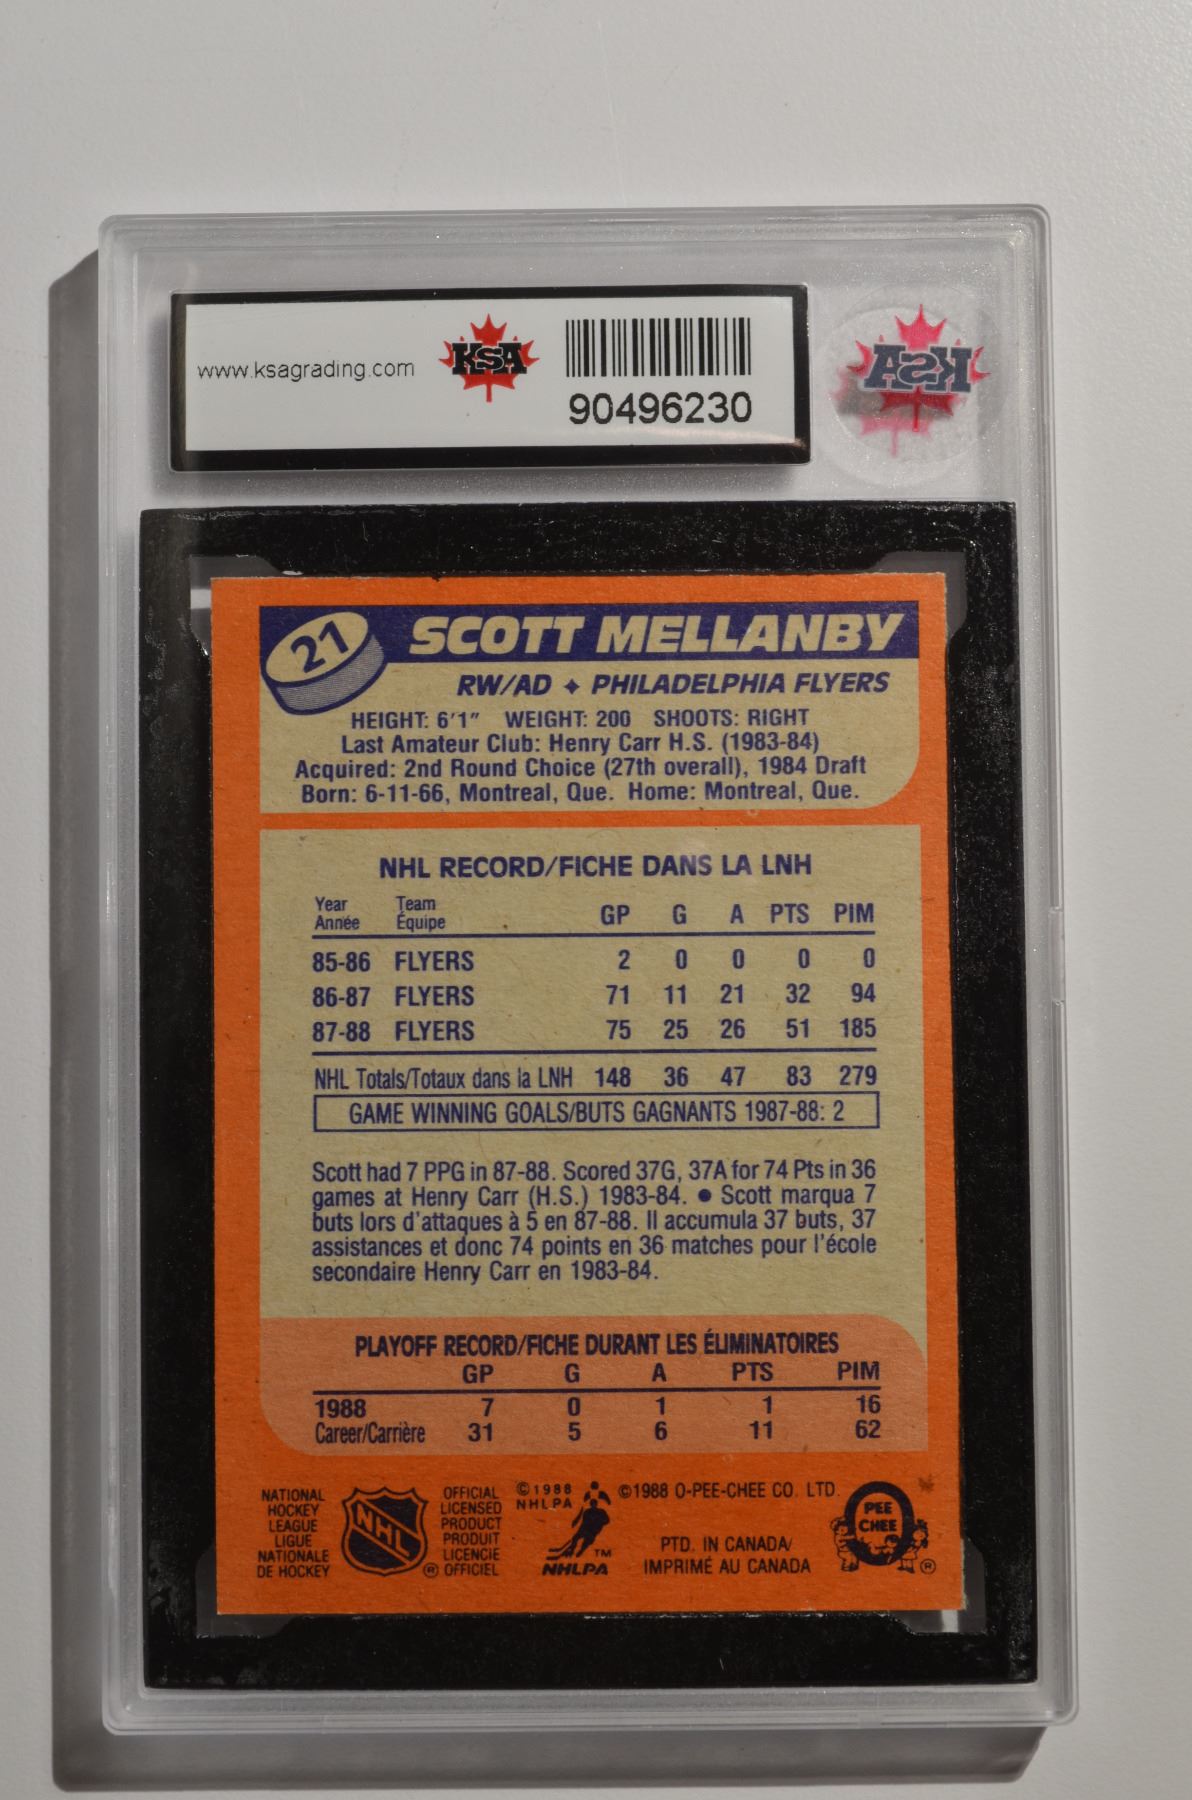 www.ksagrading.com KSA
90496230
KSA
21 SCOTT MELLANBY
RW/AD ✦ PHILADELPHIA FLYERS
HEIGHT: 6'1" WEIGHT: 200 SHOOTS: RIGHT
Last Amateur Club: Henry Carr H.S. (1983-84)
Acquired: 2nd Round Choice (27th overall), 1984 Draft
Born: 6-11-66, Montreal, Que. Home: Montreal, Que.
NHL RECORD/FICHE DANS LA LNH
Year Team
Année Équipe GP G A PTS PIM
85-86 FLYERS 2 0 0 0 0
86-87 FLYERS 71 11 21 32 94
87-88 FLYERS 75 25 26 51 185
NHL Totals/Totaux dans la LNH 148 36 47 83 279
GAME WINNING GOALS/BUTS GAGNANTS 1987-88: 2
Scott had 7 PPG in 87-88. Scored 37G, 37A for 74 Pts in 36
games at Henry Carr (H.S.) 1983-84. ● Scott marqua 7
buts lors d'attaques à 5 en 87-88. Il accumula 37 buts, 37
assistances et donc 74 points en 36 matches pour l'école
secondaire Henry Carr en 1983-84.
PLAYOFF RECORD/FICHE DURANT LES ÉLIMINATOIRES
GP G A PTS PIM
1988 7 0 1 1 16
Career/Carrière 31 5 6 11 62
NATIONAL
HOCKEY
LEAGUE
LIGUE
NATIONALE
DE HOCKEY
NHL
®
OFFICIAL
LICENSED
PRODUCT
PRODUIT
LICENCIE
OFFICIEL
©1988
NHLPA
TM
NHLPA
©1988 O-PEE-CHEE CO. LTD.
PTD. IN CANADA/
IMPRIMÉ AU CANADA
PEE
CHEE
®